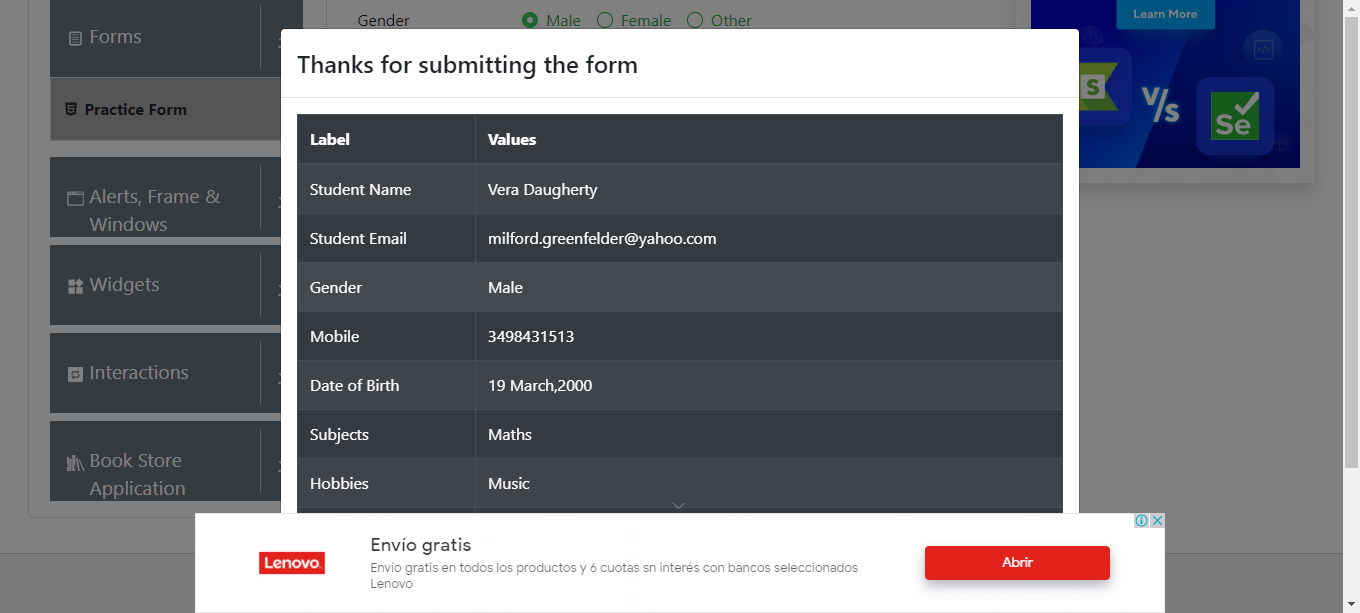 Gender Male Female Other
Learn More
Forms
Practice Form
Alerts, Frame &
Windows
Widgets
Interactions
Book Store
Application
Thanks for submitting the form
Label Values
Student Name Vera Daugherty
Student Email milford.greenfelder@yahoo.com
Gender Male
Mobile 3498431513
Date of Birth 19 March,2000
Subjects Maths
Hobbies Music
S V/s Se
Lenovo
Envío gratis
Envío gratis en todos los productos y 6 cuotas sn interés con bancos seleccionados
Lenovo
Abrir